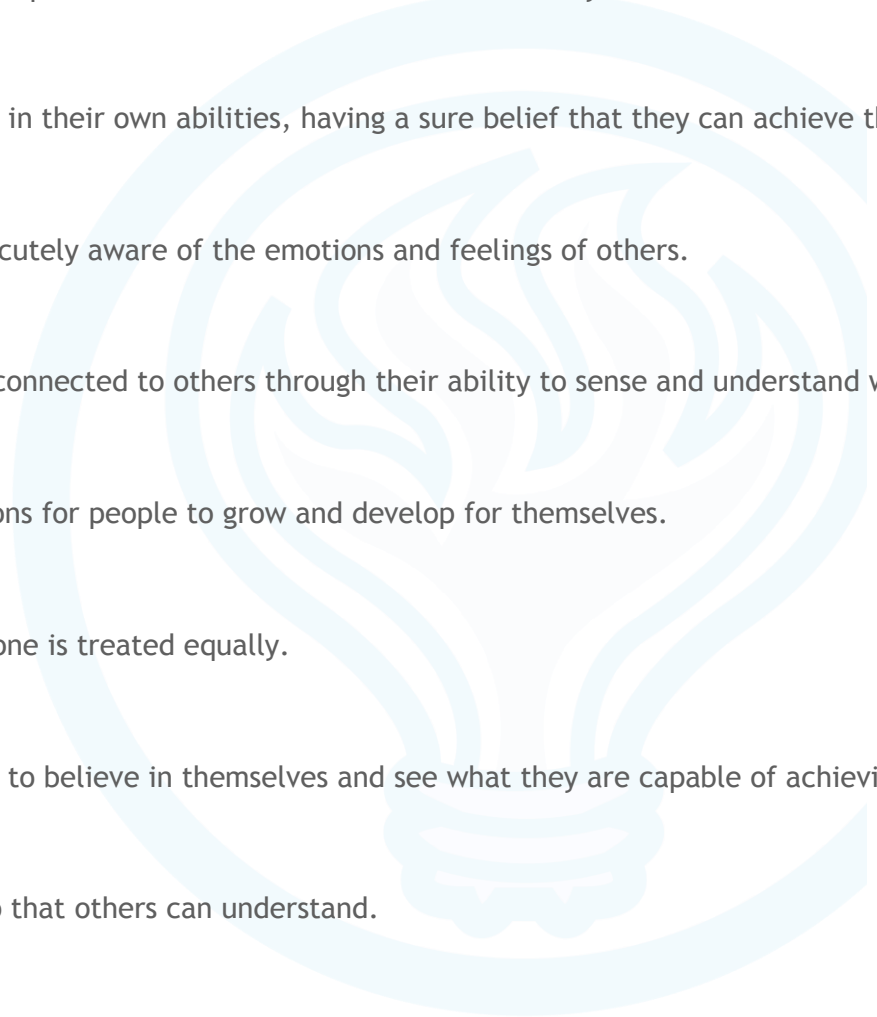 in their own abilities, having a sure belief that they can achieve
cutely aware of the emotions and feelings of others.
connected to others through their ability to sense and understand
ons for people to grow and develop for themselves.
one is treated equally.
to believe in themselves and see what they are capable of achievi
that others can understand.